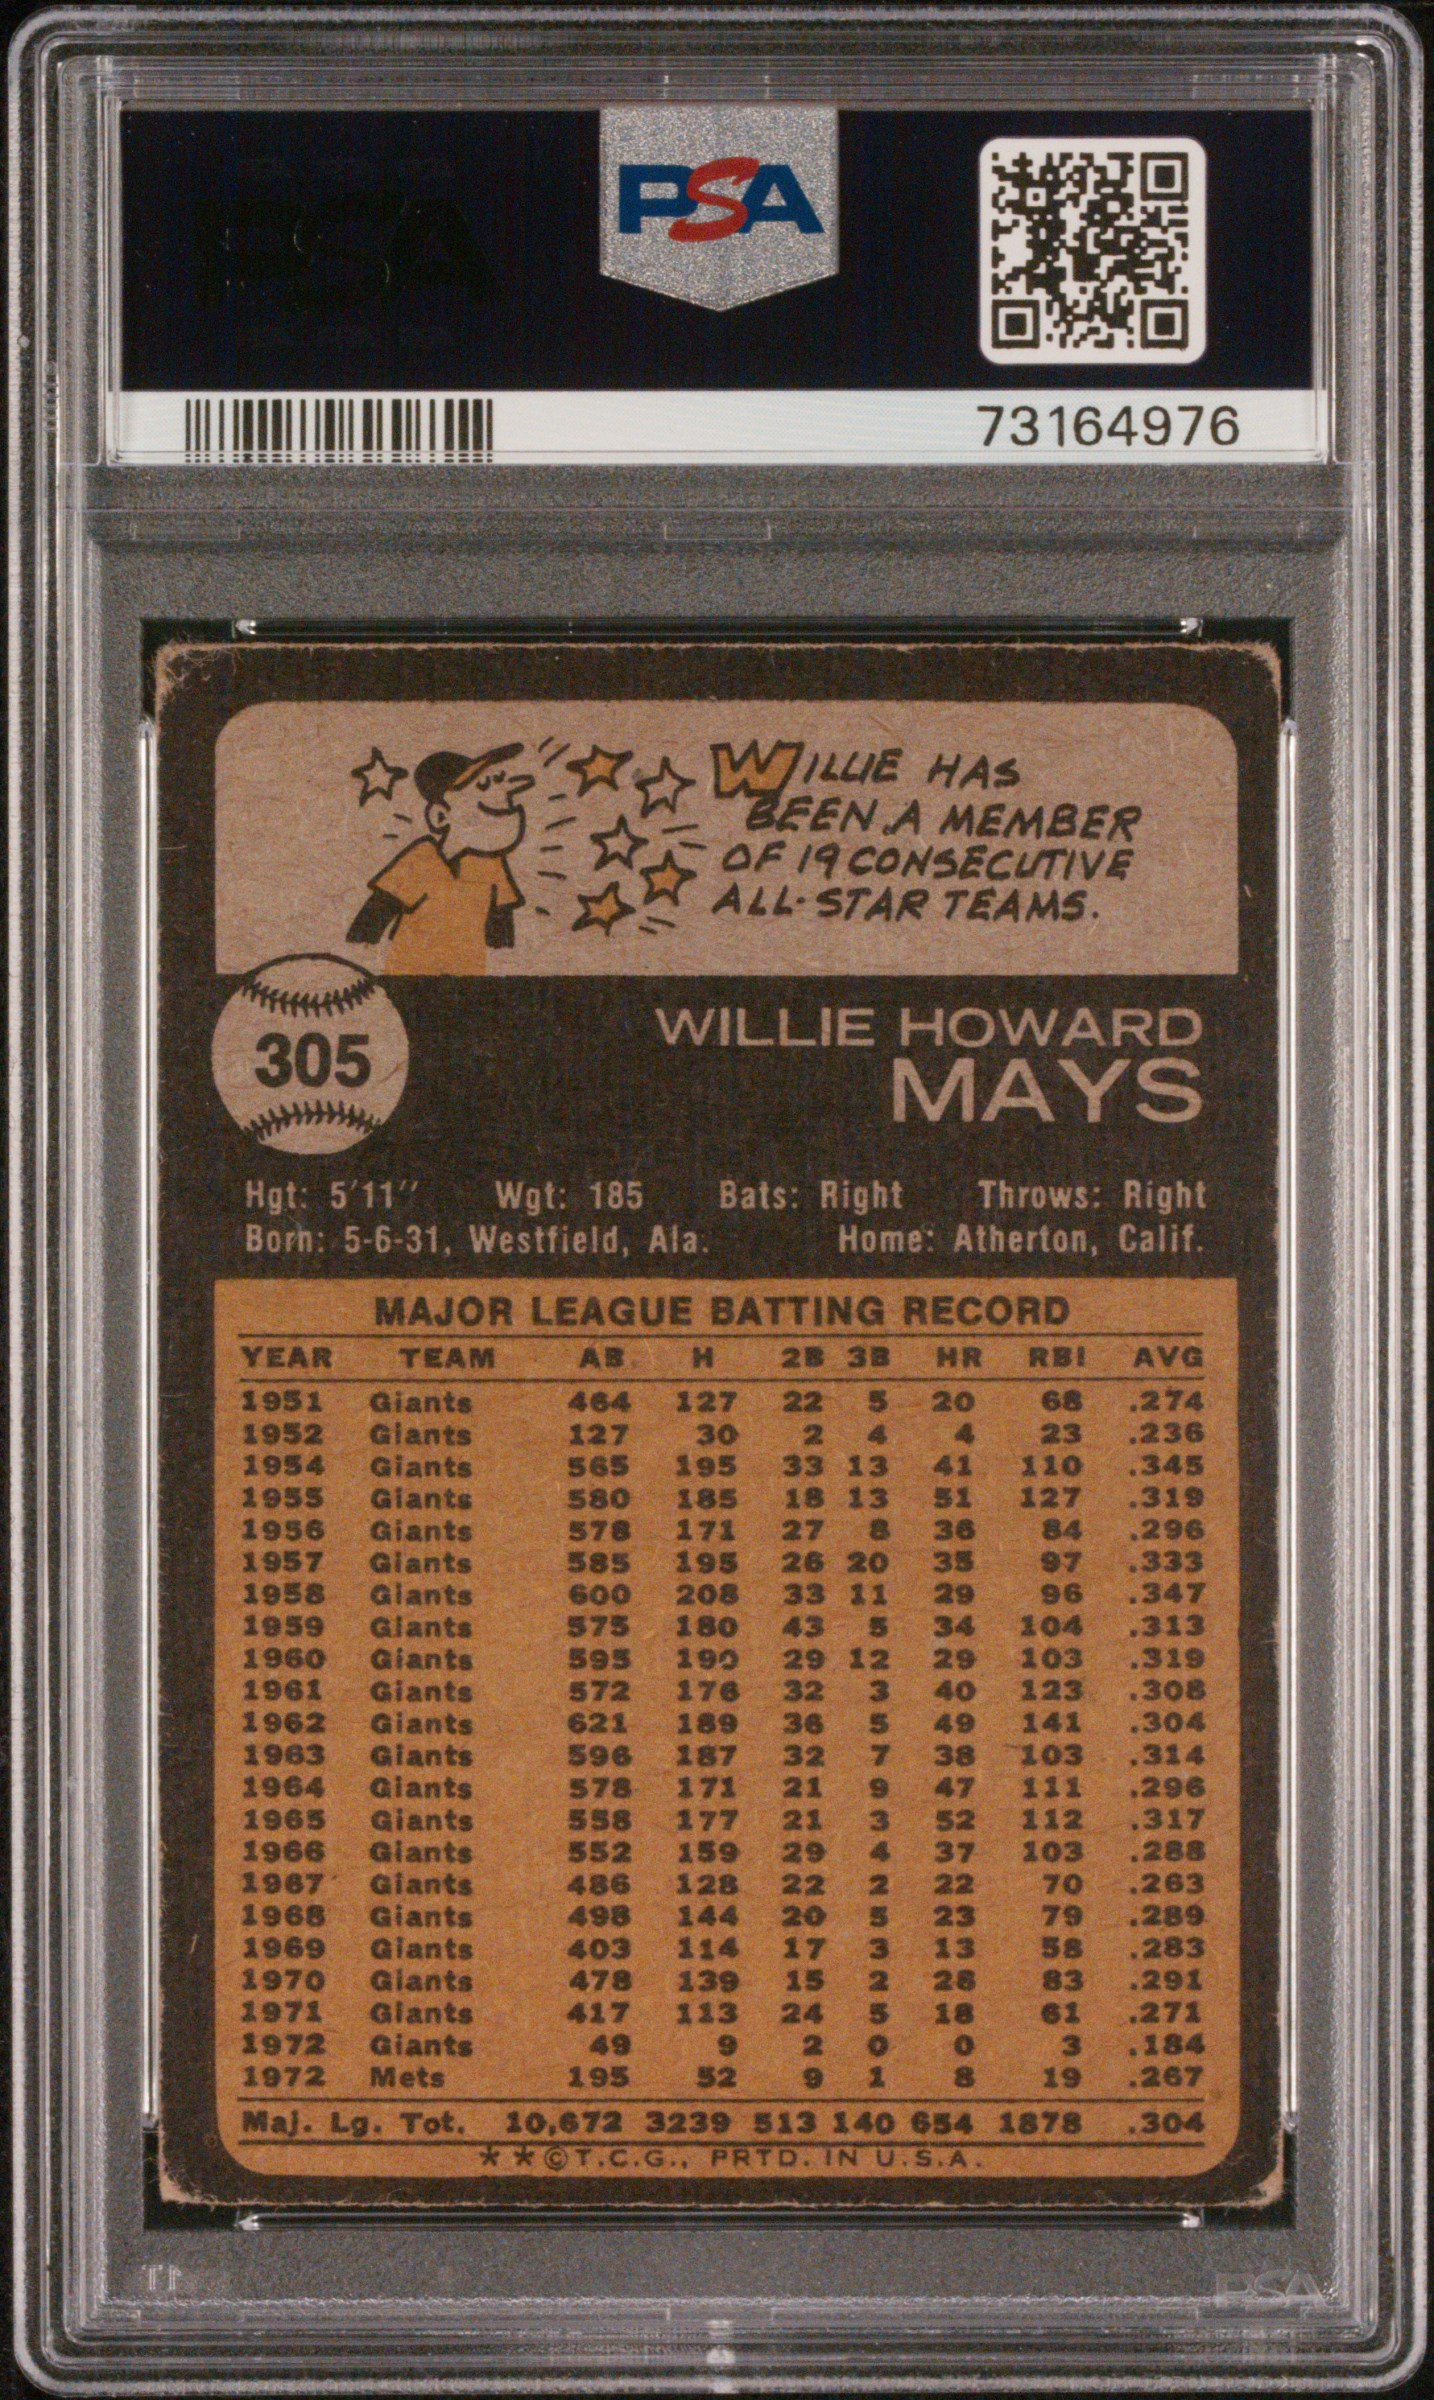 PSA
73164976
WILLIE HAS
BEEN A MEMBER
OF 19 CONSECUTIVE
ALL-STAR TEAMS.
305
WILLIE HOWARD
MAYS
Hgt: 5'11" Wgt: 185 Bats: Right Throws: Right
Born: 5-6-31, Westfield, Ala. Home: Atherton, Calif.
MAJOR LEAGUE BATTING RECORD
YEAR TEAM AB H 2B 3B HR RBI AVG
1951 Giants 464 127 22 5 20 68 .274
1952 Giants 127 30 2 4 4 23 .236
1954 Giants 565 195 33 13 41 110 .345
1955 Giants 580 185 18 13 51 127 .319
1956 Giants 578 171 27 8 36 84 .296
1957 Giants 585 195 26 20 35 97 .333
1958 Giants 600 208 33 11 29 96 .347
1959 Giants 575 180 43 5 34 104 .313
1960 Giants 595 190 29 12 29 103 .319
1961 Giants 572 176 32 3 40 123 .308
1962 Giants 621 189 36 5 49 141 .304
1963 Giants 596 187 32 7 38 103 .314
1964 Giants 578 171 21 9 47 111 .296
1965 Giants 558 177 21 3 52 112 .317
1966 Giants 552 159 29 4 37 103 .288
1967 Giants 486 128 22 2 22 70 .263
1968 Giants 498 144 20 5 23 79 .289
1969 Giants 403 114 17 3 13 58 .283
1970 Giants 478 139 15 2 28 83 .291
1971 Giants 417 113 24 5 18 61 .271
1972 Giants 49 9 2 0 0 3 .184
1972 Mets 195 52 9 1 8 19 .267
Maj. Lg. Tot. 10,672 3239 513 140 654 1878 .304
**©T.C.G., PRTD. IN U.S.A.
PSA